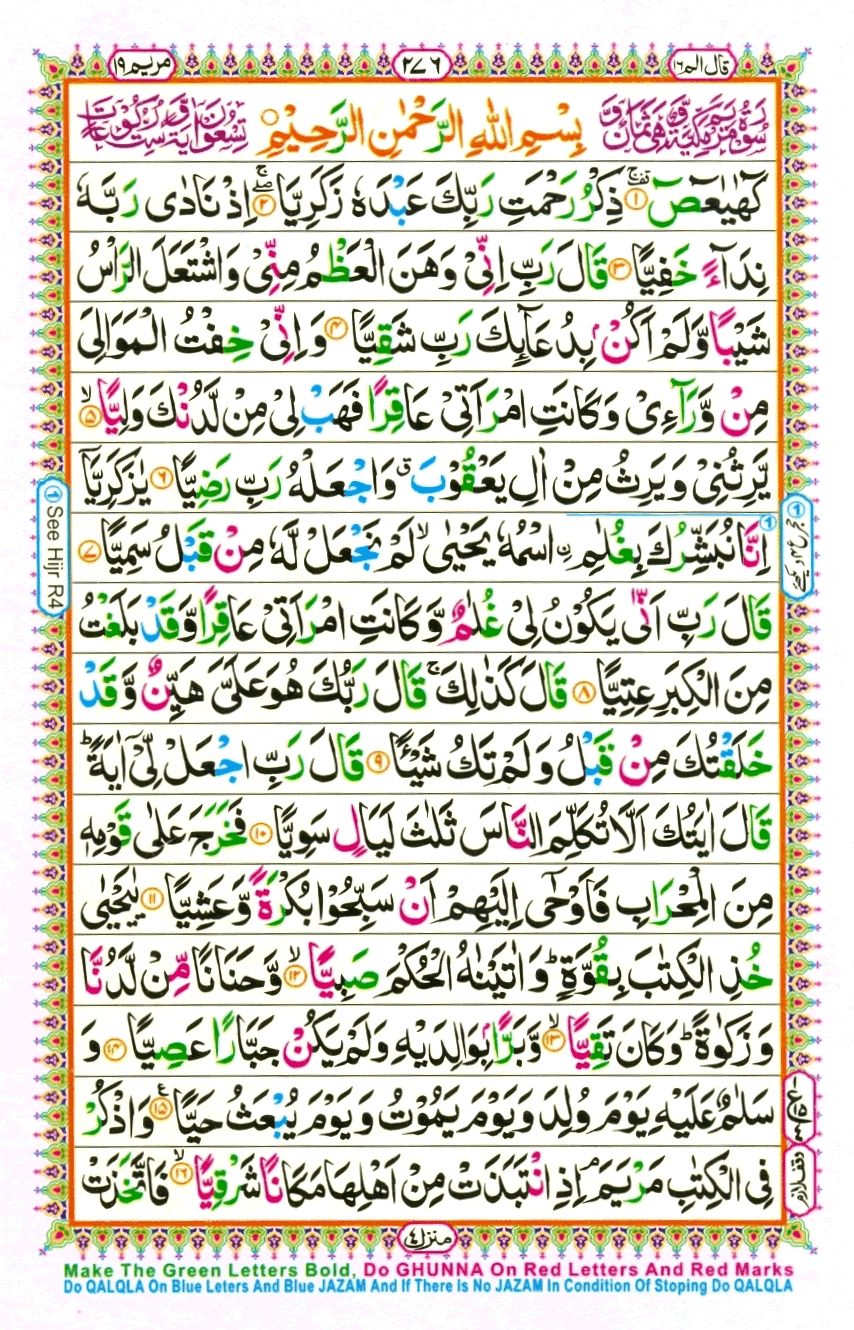 قال الم ١٦ ٢٧٦ مريم ١٩
سُوْرَةُ مَرْيَمَ مَكِّيَّةٌ وَّهِيَ ثَمَانٌ وَّ بِسْمِ اللهِ الرَّحْمٰنِ الرَّحِيْمِ تِسْعُوْنَ اٰيَةً وَّسِتُّ رُكُوْعَاتٍ
كٓهٰيٰعٓصٓ ۚ ١ ذِكْرُ رَحْمَتِ رَبِّكَ عَبْدَهٗ زَكَرِيَّا ۚ ٢ اِذْ نَادٰى رَبَّهٗ
نِدَآءً خَفِيًّا ٣ قَالَ رَبِّ اِنِّىْ وَهَنَ الْعَظْمُ مِنِّىْ وَاشْتَعَلَ الرَّاْسُ
شَيْبًا وَّلَمْ اَكُنْۢ بِدُعَآئِكَ رَبِّ شَقِيًّا ٤ وَاِنِّىْ خِفْتُ الْمَوَالِىَ
مِنْ وَّرَآءِىْ وَكَانَتِ امْرَاَتِىْ عَاقِرًا فَهَبْ لِىْ مِنْ لَّدُنْكَ وَلِيًّا ۙ ٥
يَّرِثُنِىْ وَيَرِثُ مِنْ اٰلِ يَعْقُوْبَ ۖ وَاجْعَلْهُ رَبِّ رَضِيًّا ٦ يٰزَكَرِيَّآ
اِنَّا نُبَشِّرُكَ بِغُلٰمِ ۨ اسْمُهٗ يَحْيٰى ۙ لَمْ نَجْعَلْ لَّهٗ مِنْ قَبْلُ سَمِيًّا ٧
قَالَ رَبِّ اَنّٰى يَكُوْنُ لِىْ غُلٰمٌ وَّكَانَتِ امْرَاَتِىْ عَاقِرًا وَّقَدْ بَلَغْتُ
مِنَ الْكِبَرِ عِتِيًّا ٨ قَالَ كَذٰلِكَ ۚ قَالَ رَبُّكَ هُوَ عَلَىَّ هَيِّنٌ وَّقَدْ
خَلَقْتُكَ مِنْ قَبْلُ وَلَمْ تَكُ شَيْـًٔا ٩ قَالَ رَبِّ اجْعَلْ لِّىْٓ اٰيَةً ؕ
قَالَ اٰيَتُكَ اَلَّا تُكَلِّمَ النَّاسَ ثَلٰثَ لَيَالٍ سَوِيًّا ١٠ فَخَرَجَ عَلٰى قَوْمِهٖ
مِنَ الْمِحْرَابِ فَاَوْحٰٓى اِلَيْهِمْ اَنْ سَبِّحُوْا بُكْرَةً وَّعَشِيًّا ١١ يٰيَحْيٰى
خُذِ الْكِتٰبَ بِقُوَّةٍ ؕ وَاٰتَيْنٰهُ الْحُكْمَ صَبِيًّا ۙ ١٢ وَّحَنَانًا مِّنْ لَّدُنَّا
وَزَكٰوةً ؕ وَكَانَ تَقِيًّا ۙ ١٣ وَّبَرًّۢا بِوَالِدَيْهِ وَلَمْ يَكُنْ جَبَّارًا عَصِيًّا ١٤ وَ
سَلٰمٌ عَلَيْهِ يَوْمَ وُلِدَ وَيَوْمَ يَمُوْتُ وَيَوْمَ يُبْعَثُ حَيًّا ١٥ وَاذْكُرْ
فِى الْكِتٰبِ مَرْيَمَ ۘ اِذِ انْتَبَذَتْ مِنْ اَهْلِهَا مَكَانًا شَرْقِيًّا ۙ ١٦ فَاتَّخَذَتْ
See Hijr R4
وقف لازم
منزل ٤
Make The Green Letters Bold, Do GHUNNA On Red Letters And Red Marks
Do QALQLA On Blue Leters And Blue JAZAM And If There Is No JAZAM In Condition Of Stoping Do QALQLA